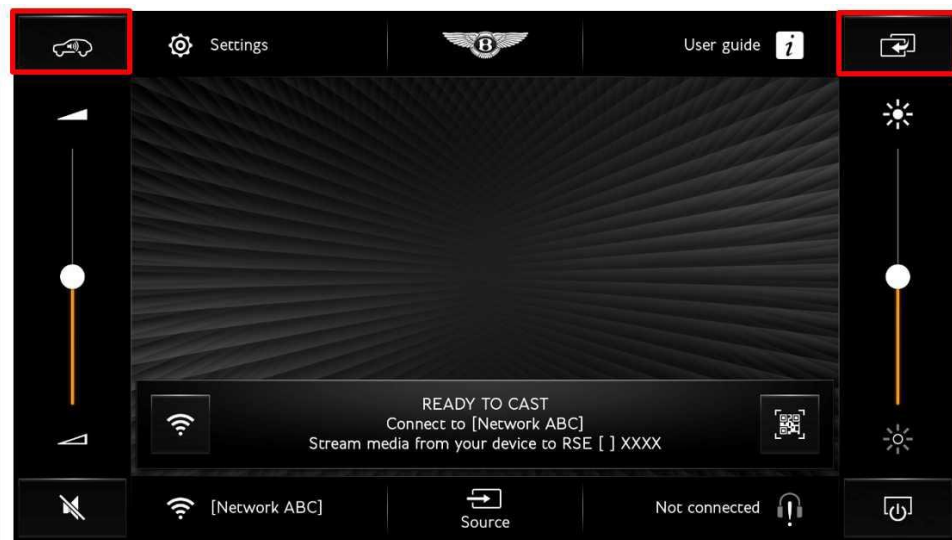 Settings
B
User guide
i
READY TO CAST
Connect to [Network ABC]
Stream media from your device to RSE [ ] XXXX
[Network ABC]
Source
Not connected